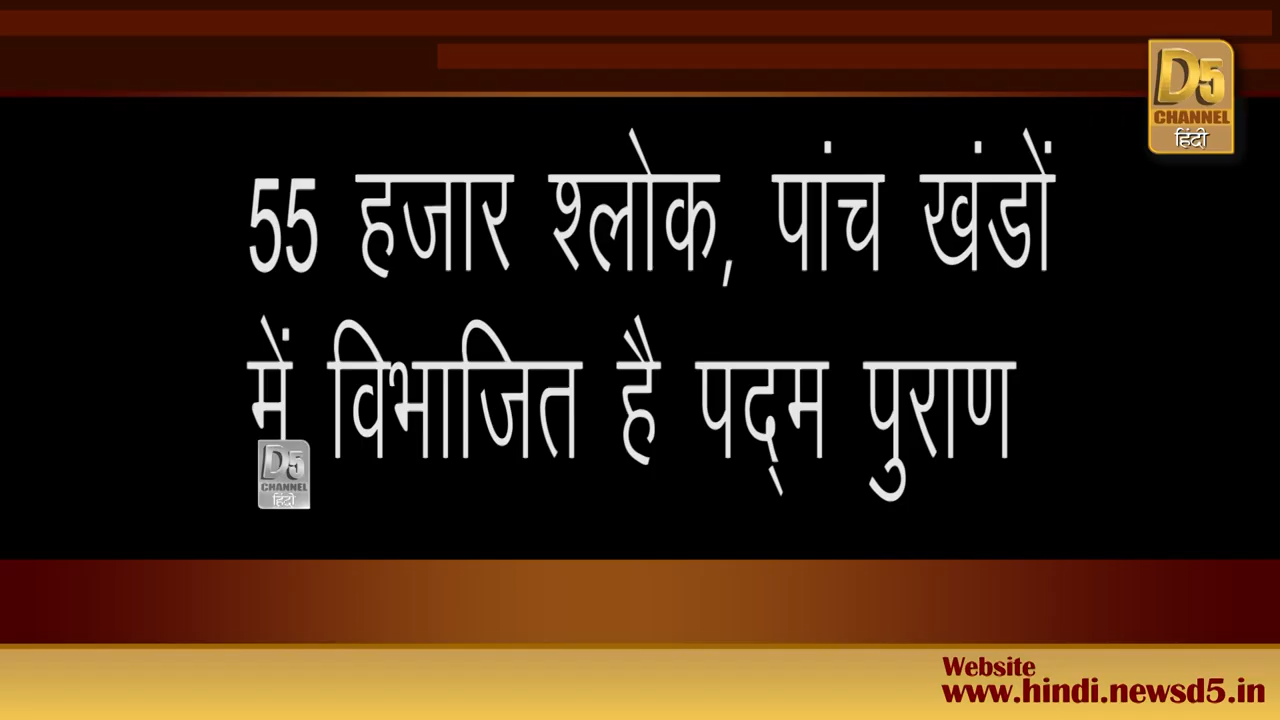 D5
CHANNEL
हिंदी
55 हजार श्लोक, पांच खंडों
में विभाजित है पद्म पुराण
D5
CHANNEL
हिंदी
Website
www.hindi.newsd5.in